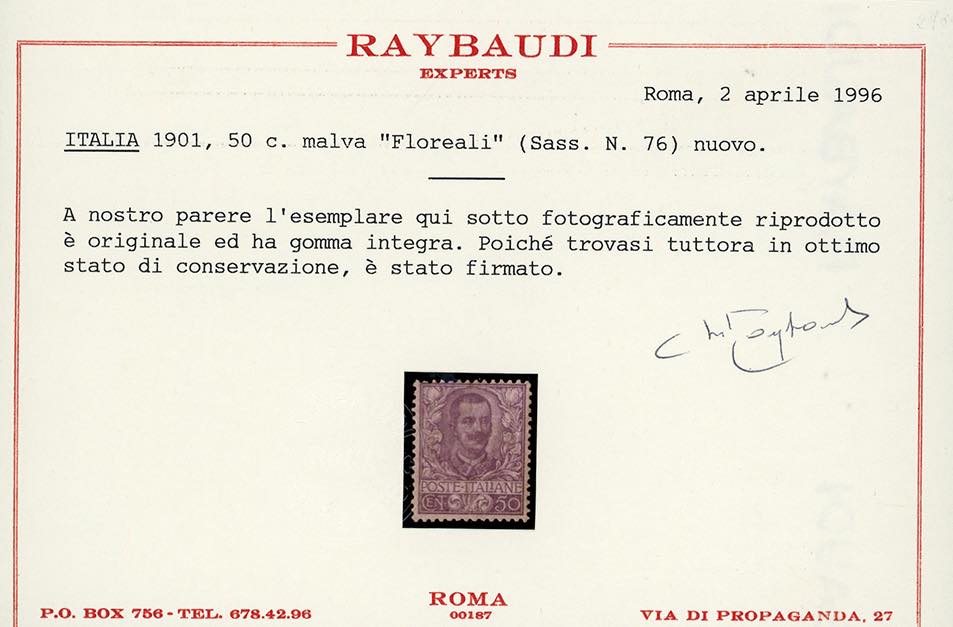 RAYBAUDI
EXPERTS
Roma, 2 aprile 1996
ITALIA 1901, 50 c. malva "Floreali" (Sass. N. 76) nuovo.
A nostro parere l'esemplare qui sotto fotograficamente riprodotto
è originale ed ha gomma integra. Poiché trovasi tuttora in ottimo
stato di conservazione, è stato firmato.
POSTE·ITALIANE
CENT. 50
ROMA
00187
P.O. BOX 756 - TEL. 678.42.96
VIA DI PROPAGANDA, 27